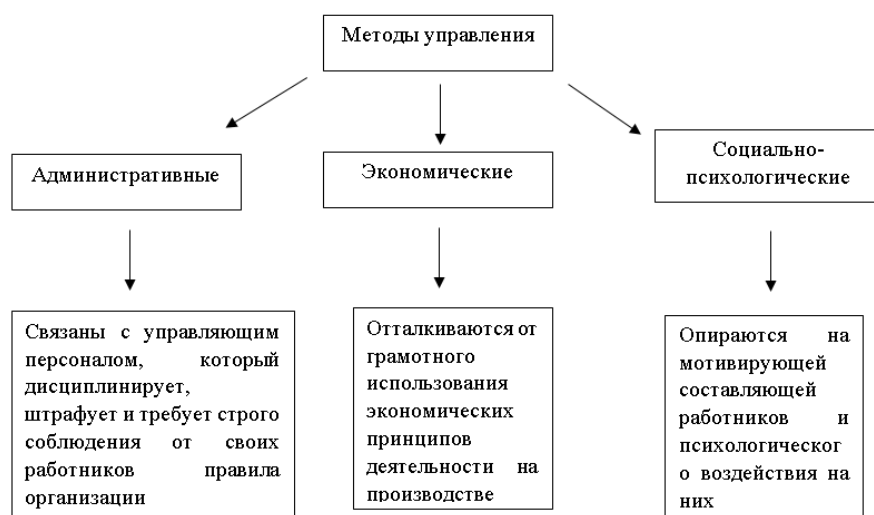 Методы управления
Административные
Экономические
Социально-
психологические
Связаны с управляющим
персоналом, который
дисциплинирует,
штрафует и требует строго
соблюдения от своих
работников правила
организации
Отталкиваются от
грамотного
использования
экономических
принципов
деятельности на
производстве
Опираются на
мотивирующей
составляющей
работников и
психологическог
о воздействия на
них